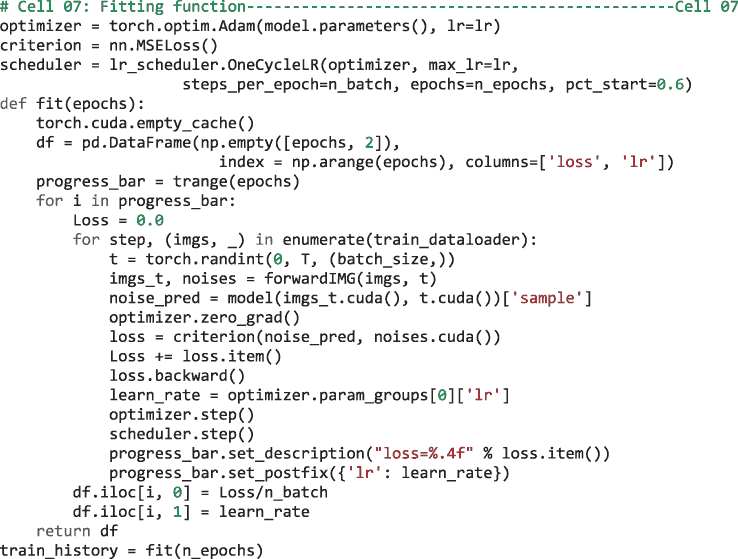 # Cell 07: Fitting function-----------------------------------------------Cell 07
optimizer = torch.optim.Adam(model.parameters(), lr=lr)
criterion = nn.MSELoss()
scheduler = lr_scheduler.OneCycleLR(optimizer, max_lr=lr,
                    steps_per_epoch=n_batch, epochs=n_epochs, pct_start=0.6)
def fit(epochs):
    torch.cuda.empty_cache()
    df = pd.DataFrame(np.empty([epochs, 2]),
                        index = np.arange(epochs), columns=['loss', 'lr'])
    progress_bar = trange(epochs)
    for i in progress_bar:
        Loss = 0.0
        for step, (imgs, _) in enumerate(train_dataloader):
            t = torch.randint(0, T, (batch_size,))
            imgs_t, noises = forwardIMG(imgs, t)
            noise_pred = model(imgs_t.cuda(), t.cuda())['sample']
            optimizer.zero_grad()
            loss = criterion(noise_pred, noises.cuda())
            Loss += loss.item()
            loss.backward()
            learn_rate = optimizer.param_groups[0]['lr']
            optimizer.step()
            scheduler.step()
            progress_bar.set_description("loss=%.4f" % loss.item())
            progress_bar.set_postfix({'lr': learn_rate})
        df.iloc[i, 0] = Loss/n_batch
        df.iloc[i, 1] = learn_rate
    return df
train_history = fit(n_epochs)